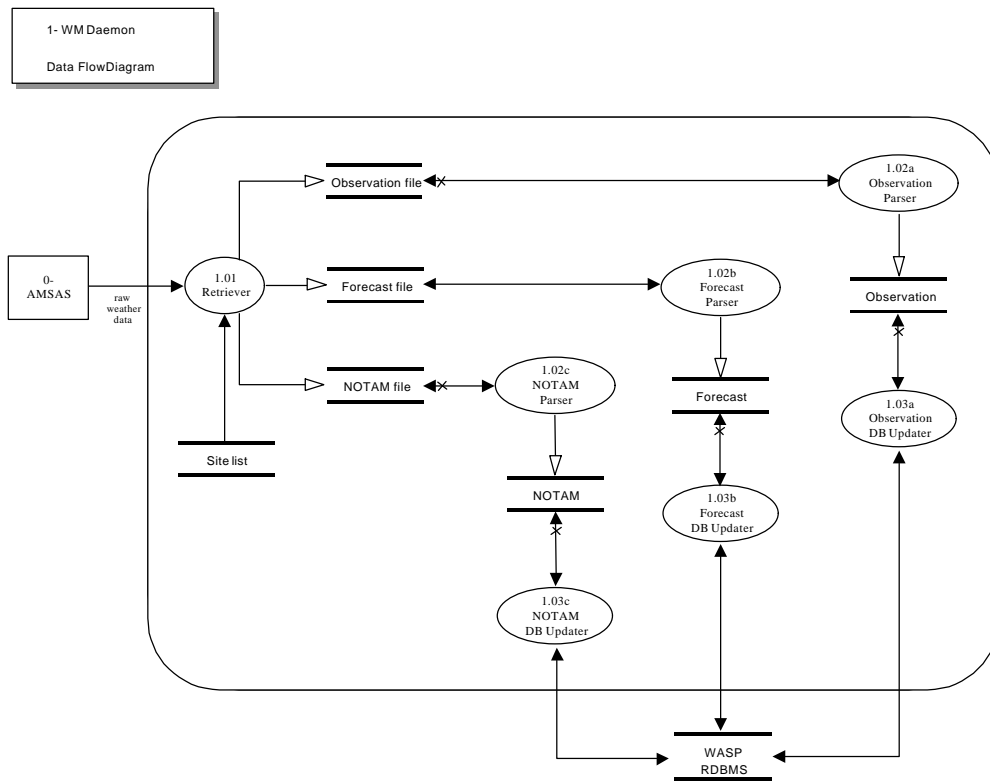 1- WM Daemon
Data FlowDiagram
Observation file
1.02a
Observation
Parser
0-
AMSAS
raw
weather
data
1.01
Retriever
Forecast file
1.02b
Forecast
Parser
Observation
NOTAM file
1.02c
NOTAM
Parser
Forecast
1.03a
Observation
DB Updater
Site list
NOTAM
1.03b
Forecast
DB Updater
1.03c
NOTAM
DB Updater
WASP
RDBMS